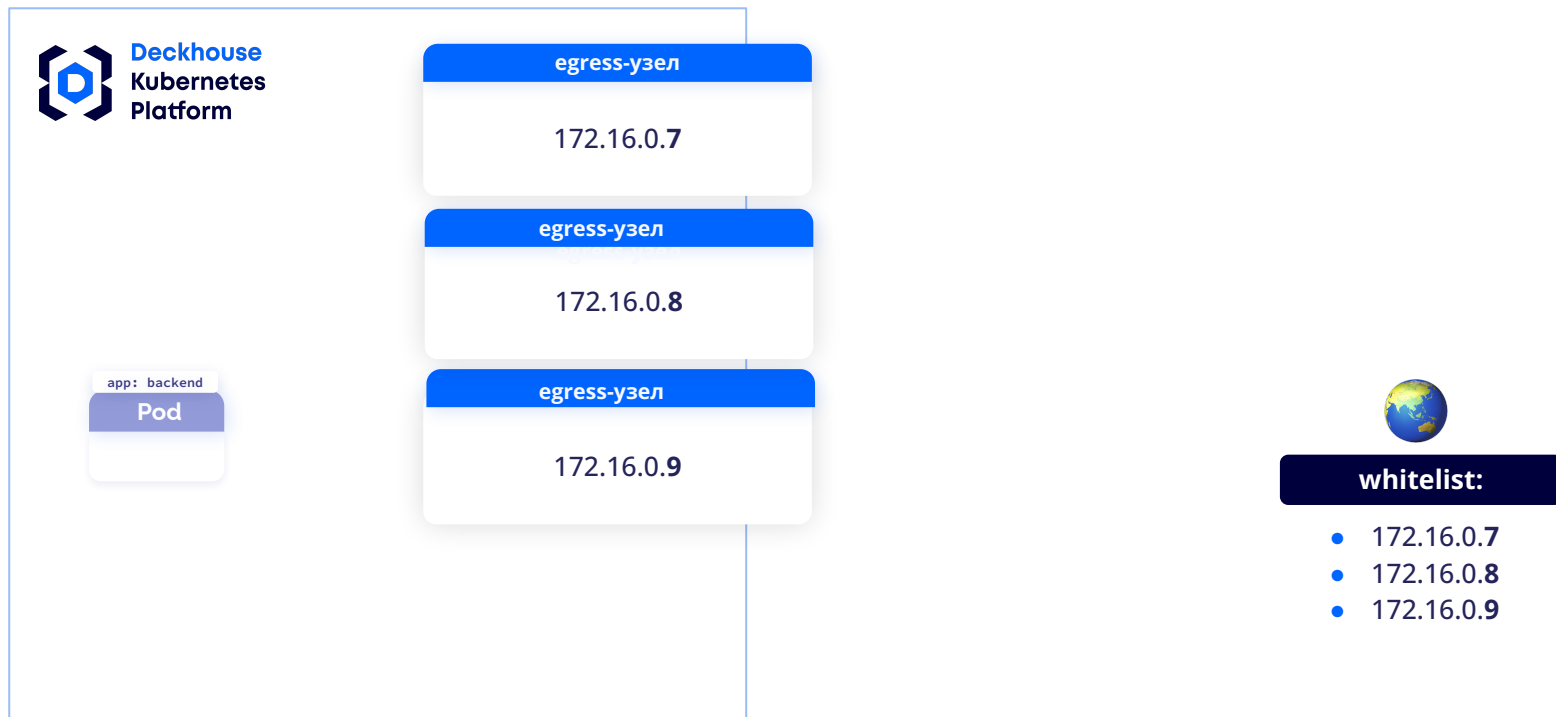 Deckhouse
Kubernetes
Platform
egress-узел
172.16.0.7
egress-узел
172.16.0.8
egress-узел
172.16.0.9
app: backend
Pod
whitelist:
● 172.16.0.7
● 172.16.0.8
● 172.16.0.9